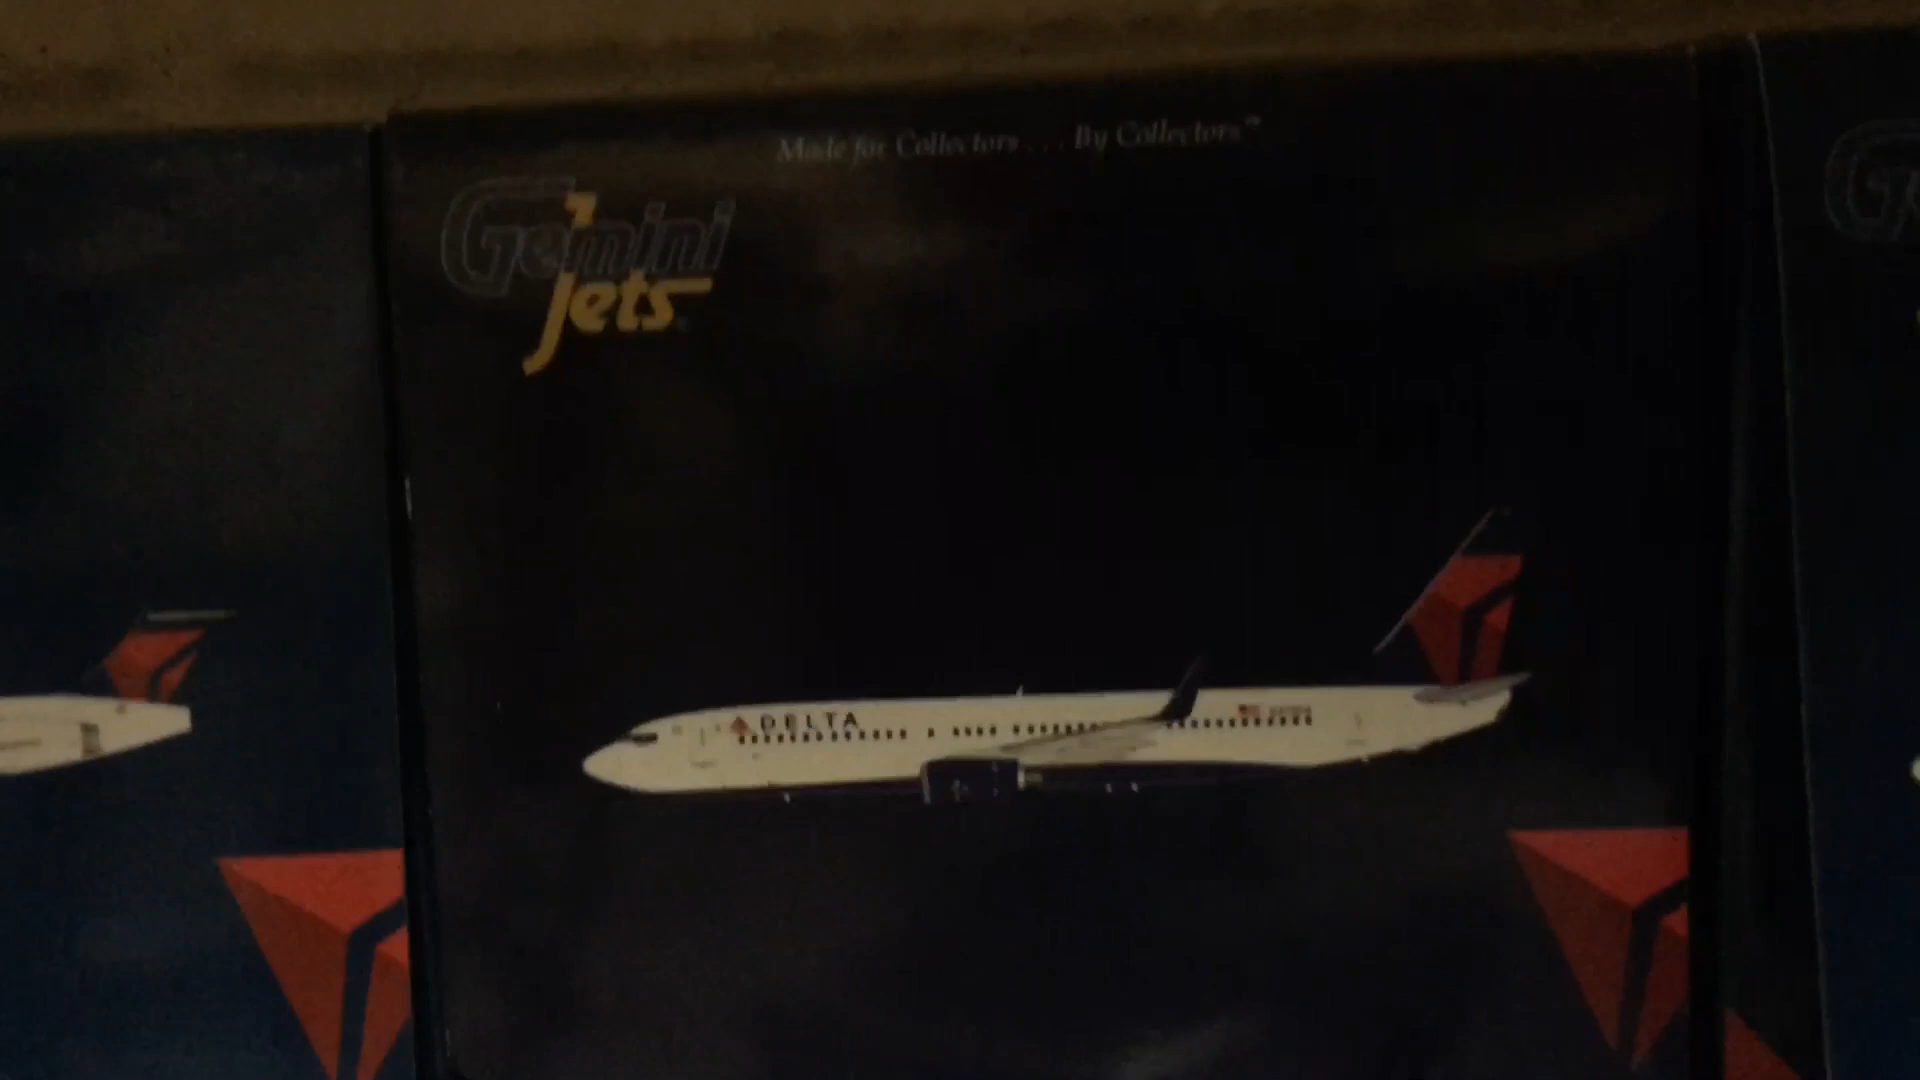 Made for Collectors . . . By Collectors™
Gemini
Jets
DELTA